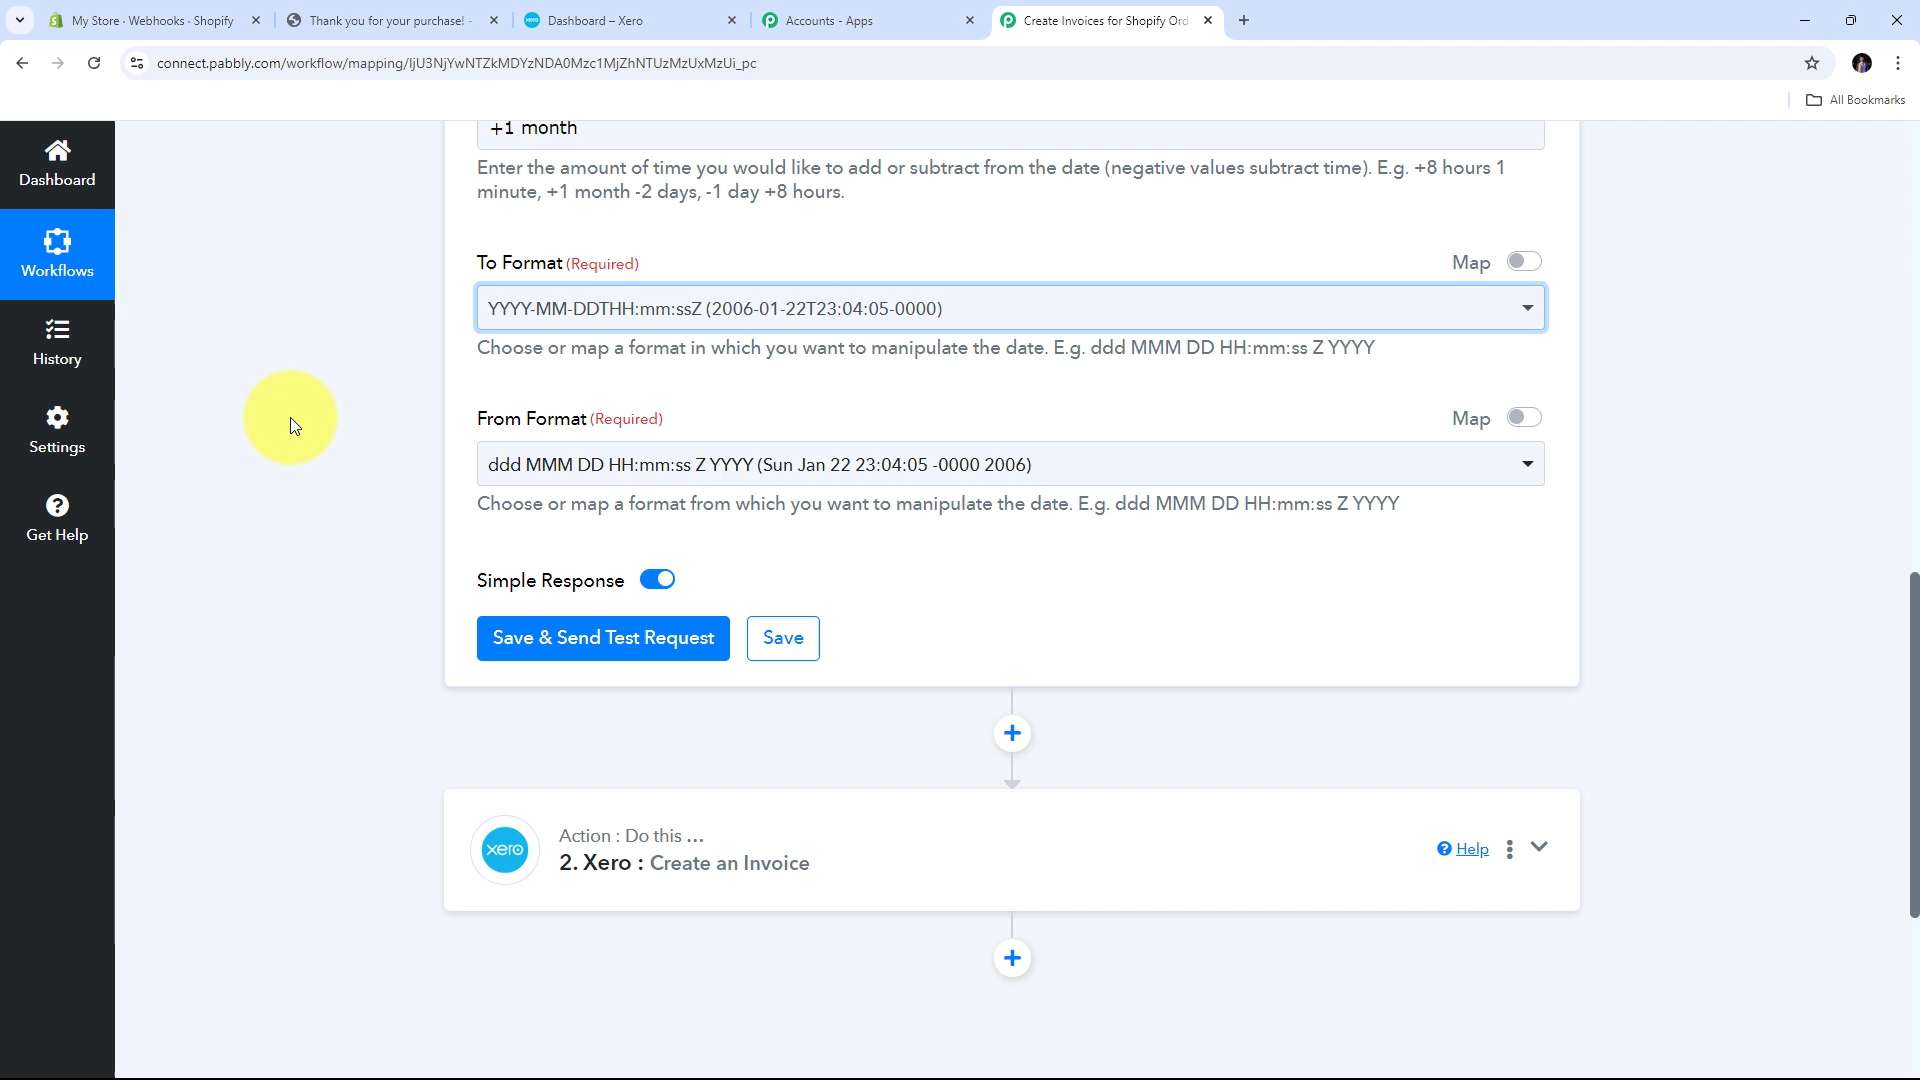 My Store · Webhooks · Shopify
Thank you for your purchase! -
Dashboard – Xero
Accounts - Apps
Create Invoices for Shopify Ord
connect.pabbly.com/workflow/mapping/IjU3NjYwNTZkMDYzNDA0Mzc1MjZhNTUzMzUxMzUi_pc
All Bookmarks
Dashboard
Workflows
History
Settings
Get Help
+1 month
Enter the amount of time you would like to add or subtract from the date (negative values subtract time). E.g. +8 hours 1
minute, +1 month -2 days, -1 day +8 hours.
To Format (Required)
Map
YYYY-MM-DDTHH:mm:ssZ (2006-01-22T23:04:05-0000)
Choose or map a format in which you want to manipulate the date. E.g. ddd MMM DD HH:mm:ss Z YYYY
From Format (Required)
Map
ddd MMM DD HH:mm:ss Z YYYY (Sun Jan 22 23:04:05 -0000 2006)
Choose or map a format from which you want to manipulate the date. E.g. ddd MMM DD HH:mm:ss Z YYYY
Simple Response
Save & Send Test Request
Save
xero
Action : Do this ...
2. Xero : Create an Invoice
Help